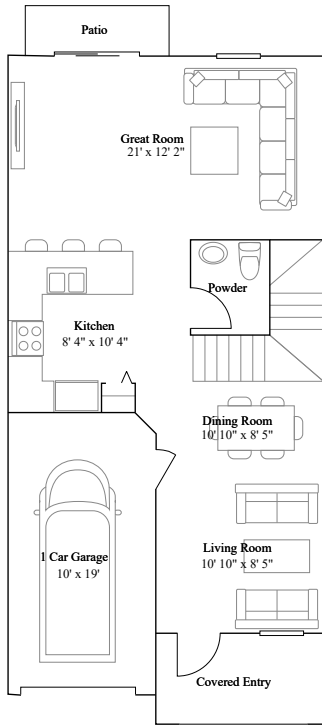 Patio
Great Room
21' x 12' 2"
Powder
Kitchen
8' 4" x 10' 4"
Dining Room
10' 10" x 8' 5"
Living Room
10' 10" x 8' 5"
1 Car Garage
10' x 19'
Covered Entry